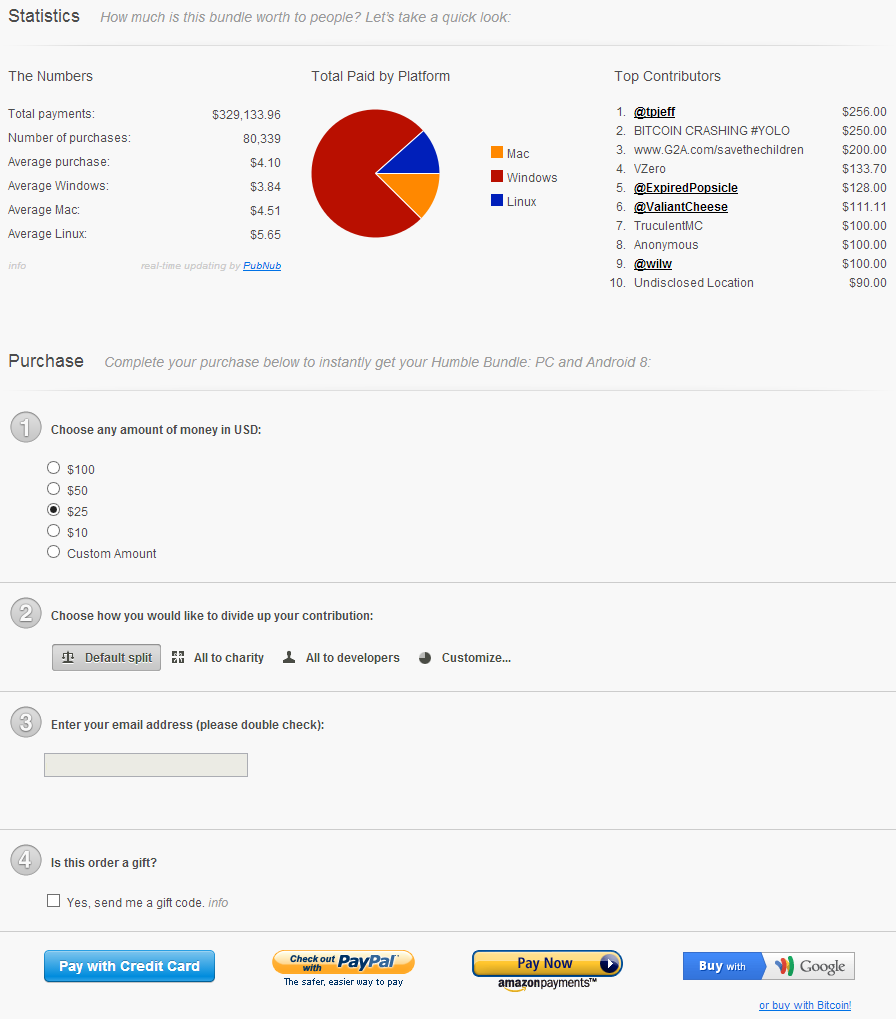 Statistics How much is this bundle worth to people? Let's take a quick look:
The Numbers
Total payments: $329,133.96
Number of purchases: 80,339
Average purchase: $4.10
Average Windows: $3.84
Average Mac: $4.51
Average Linux: $5.65
info real-time updating by PubNub
Total Paid by Platform
Mac
Windows
Linux
Top Contributors
1. @tpjeff $256.00
2. BITCOIN CRASHING #YOLO $250.00
3. www.G2A.com/savethechildren $200.00
4. VZero $133.70
5. @ExpiredPopsicle $128.00
6. @ValiantCheese $111.11
7. TruculentMC $100.00
8. Anonymous $100.00
9. @wilw $100.00
10. Undisclosed Location $90.00
Purchase Complete your purchase below to instantly get your Humble Bundle: PC and Android 8:
1 Choose any amount of money in USD:
$100
$50
$25
$10
Custom Amount
2 Choose how you would like to divide up your contribution:
Default split All to charity All to developers Customize...
3 Enter your email address (please double check):
4 Is this order a gift?
Yes, send me a gift code. info
Pay with Credit Card
Check out with PayPal
The safer, easier way to pay
Pay Now
amazonpayments™
Buy with Google
or buy with Bitcoin!